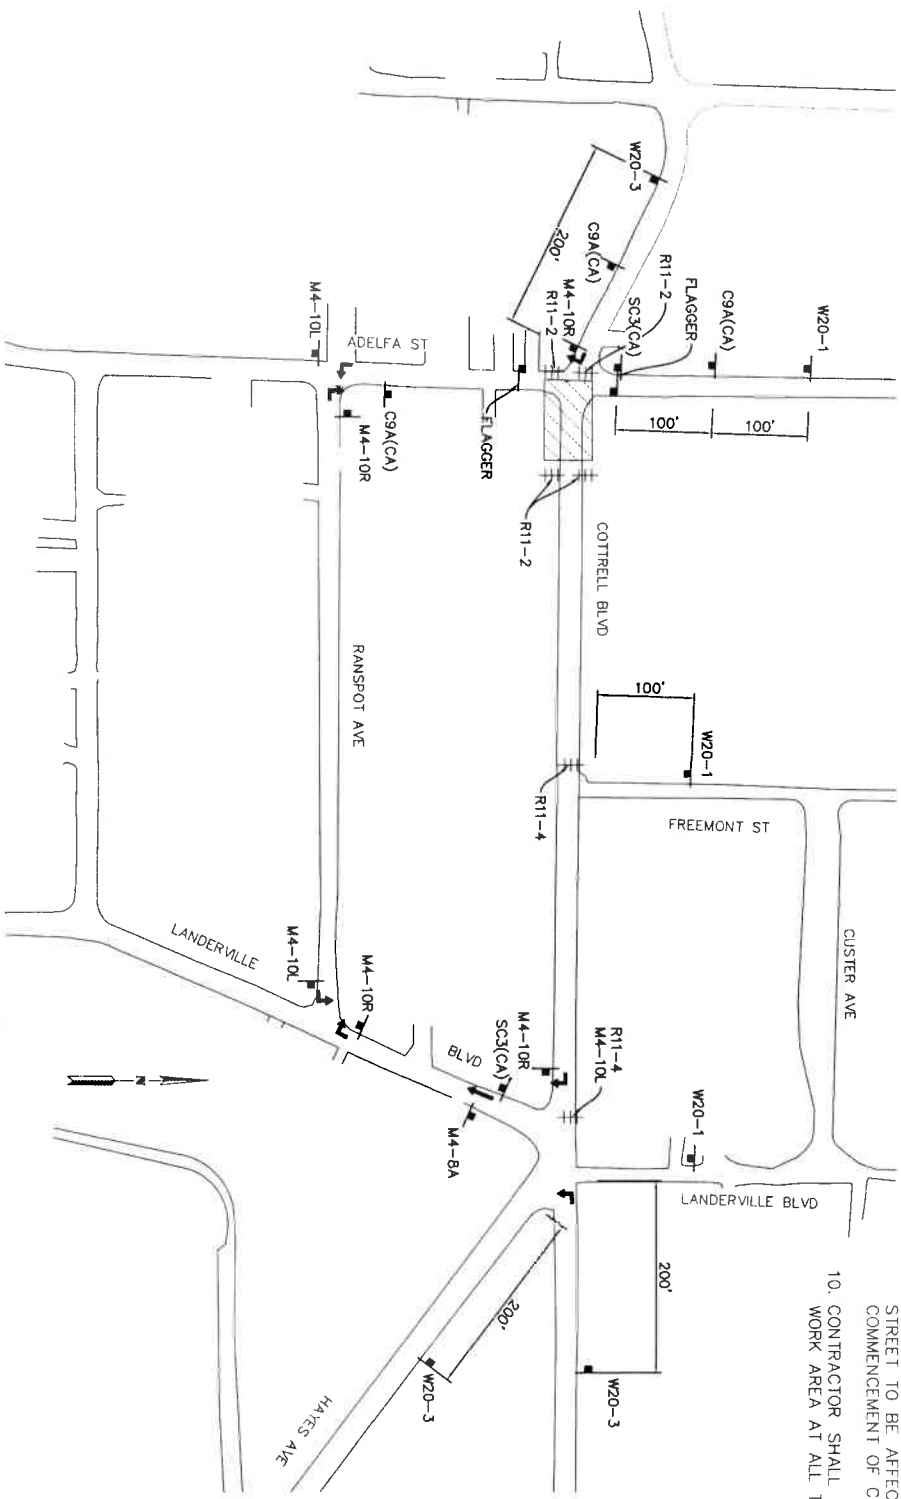 W20-3
C9A(CA)
200'
R11-2
FLAGGER
C9A(CA)
W20-1
SC3(CA)
M4-10R
R11-2
M4-10L
ADELFA ST
100'
100'
C9A(CA)
M4-10R
FLAGGER
R11-2
COTTRELL BLVD
RANSPOT AVE
100'
W20-1
R11-4
FREEMONT ST
CUSTER AVE
LANDERVILLE
M4-10L
M4-10R
BLVD
SC3(CA)
M4-10R
R11-4
M4-10L
W20-1
M4-8A
N
LANDERVILLE BLVD
200'
200'
W20-3
W20-3
HAYES AVE
STREET TO BE AFFEC
COMMENCEMENT OF C
10. CONTRACTOR SHALL
WORK AREA AT ALL T